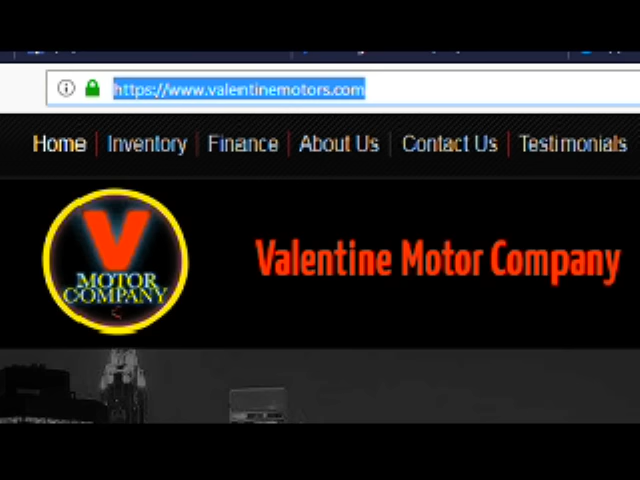 https://www.valentinemotors.com
Home Inventory Finance About Us Contact Us Testimonials
V
MOTOR
COMPANY
Valentine Motor Company